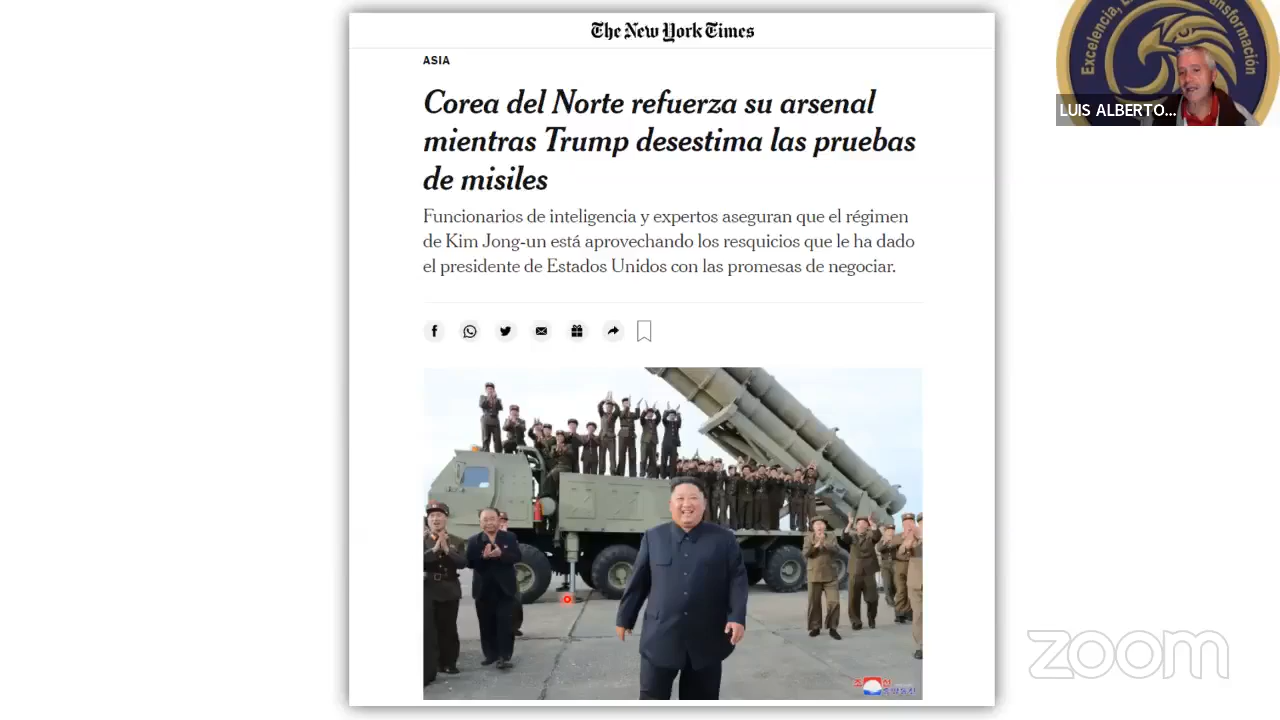 The New York Times
ASIA
Corea del Norte refuerza su arsenal
mientras Trump desestima las pruebas
de misiles
Funcionarios de inteligencia y expertos aseguran que el régimen
de Kim Jong-un está aprovechando los resquicios que le ha dado
el presidente de Estados Unidos con las promesas de negociar.
Excelencia,
LUIS ALBERTO...
zoom